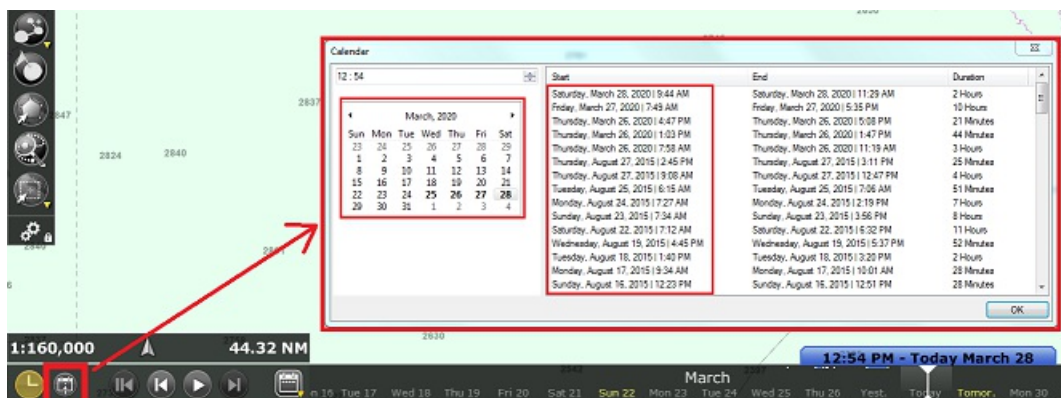 2847
2837
2824
2840
Calendar
12 : 54
March, 2020
Sun Mon Tue Wed Thu Fri Sat
23 24 25 26 27 28 29
1 2 3 4 5 6 7
8 9 10 11 12 13 14
15 16 17 18 19 20 21
22 23 24 25 26 27 28
29 30 31 1 2 3 4
Start End Duration
Saturday, March 28, 2020 | 9:44 AM Saturday, March 28, 2020 | 11:29 AM 2 Hours
Friday, March 27, 2020 | 7:49 AM Friday, March 27, 2020 | 5:35 PM 10 Hours
Thursday, March 26, 2020 | 4:47 PM Thursday, March 26, 2020 | 5:08 PM 21 Minutes
Thursday, March 26, 2020 | 1:03 PM Thursday, March 26, 2020 | 1:47 PM 44 Minutes
Thursday, March 26, 2020 | 7:58 AM Thursday, March 26, 2020 | 11:19 AM 3 Hours
Thursday, August 27, 2015 | 2:45 PM Thursday, August 27, 2015 | 3:11 PM 25 Minutes
Thursday, August 27, 2015 | 9:08 AM Thursday, August 27, 2015 | 12:47 PM 4 Hours
Tuesday, August 25, 2015 | 6:15 AM Tuesday, August 25, 2015 | 7:06 AM 51 Minutes
Monday, August 24, 2015 | 7:27 AM Monday, August 24, 2015 | 2:19 PM 7 Hours
Sunday, August 23, 2015 | 7:34 AM Sunday, August 23, 2015 | 3:56 PM 8 Hours
Saturday, August 22, 2015 | 7:12 AM Saturday, August 22, 2015 | 6:32 PM 11 Hours
Wednesday, August 19, 2015 | 4:45 PM Wednesday, August 19, 2015 | 5:37 PM 52 Minutes
Tuesday, August 18, 2015 | 1:40 PM Tuesday, August 18, 2015 | 3:20 PM 2 Hours
Monday, August 17, 2015 | 9:34 AM Monday, August 17, 2015 | 10:01 AM 28 Minutes
Sunday, August 16, 2015 | 12:23 PM Sunday, August 16, 2015 | 12:51 PM 28 Minutes
OK
2630
1:160,000 44.32 NM
12:54 PM - Today March 28
March
n 16 Tue 17 Wed 18 Thu 19 Fri 20 Sat 21 Sun 22 Mon 23 Tue 24 Wed 25 Thu 26 Yest. Today Tomor. Mon 30